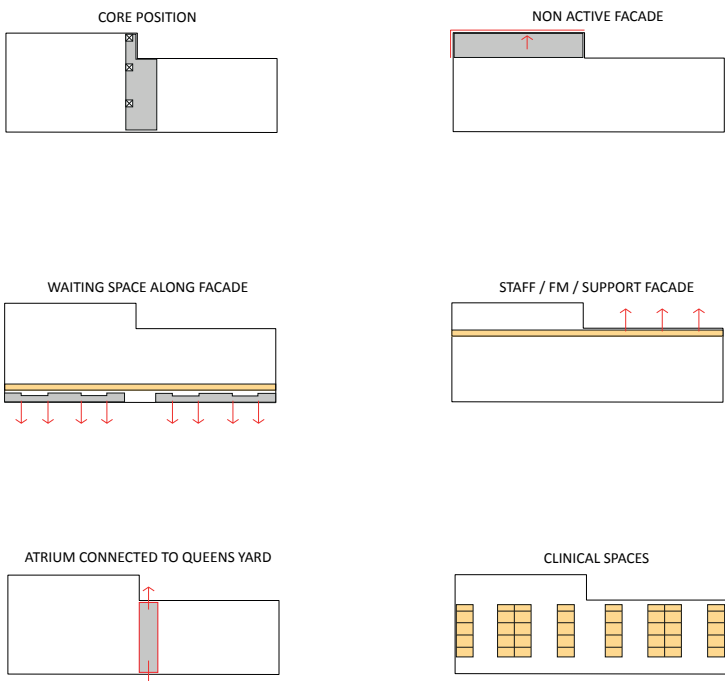 CORE POSITION
NON ACTIVE FACADE
WAITING SPACE ALONG FACADE
STAFF / FM / SUPPORT FACADE
ATRIUM CONNECTED TO QUEENS YARD
CLINICAL SPACES